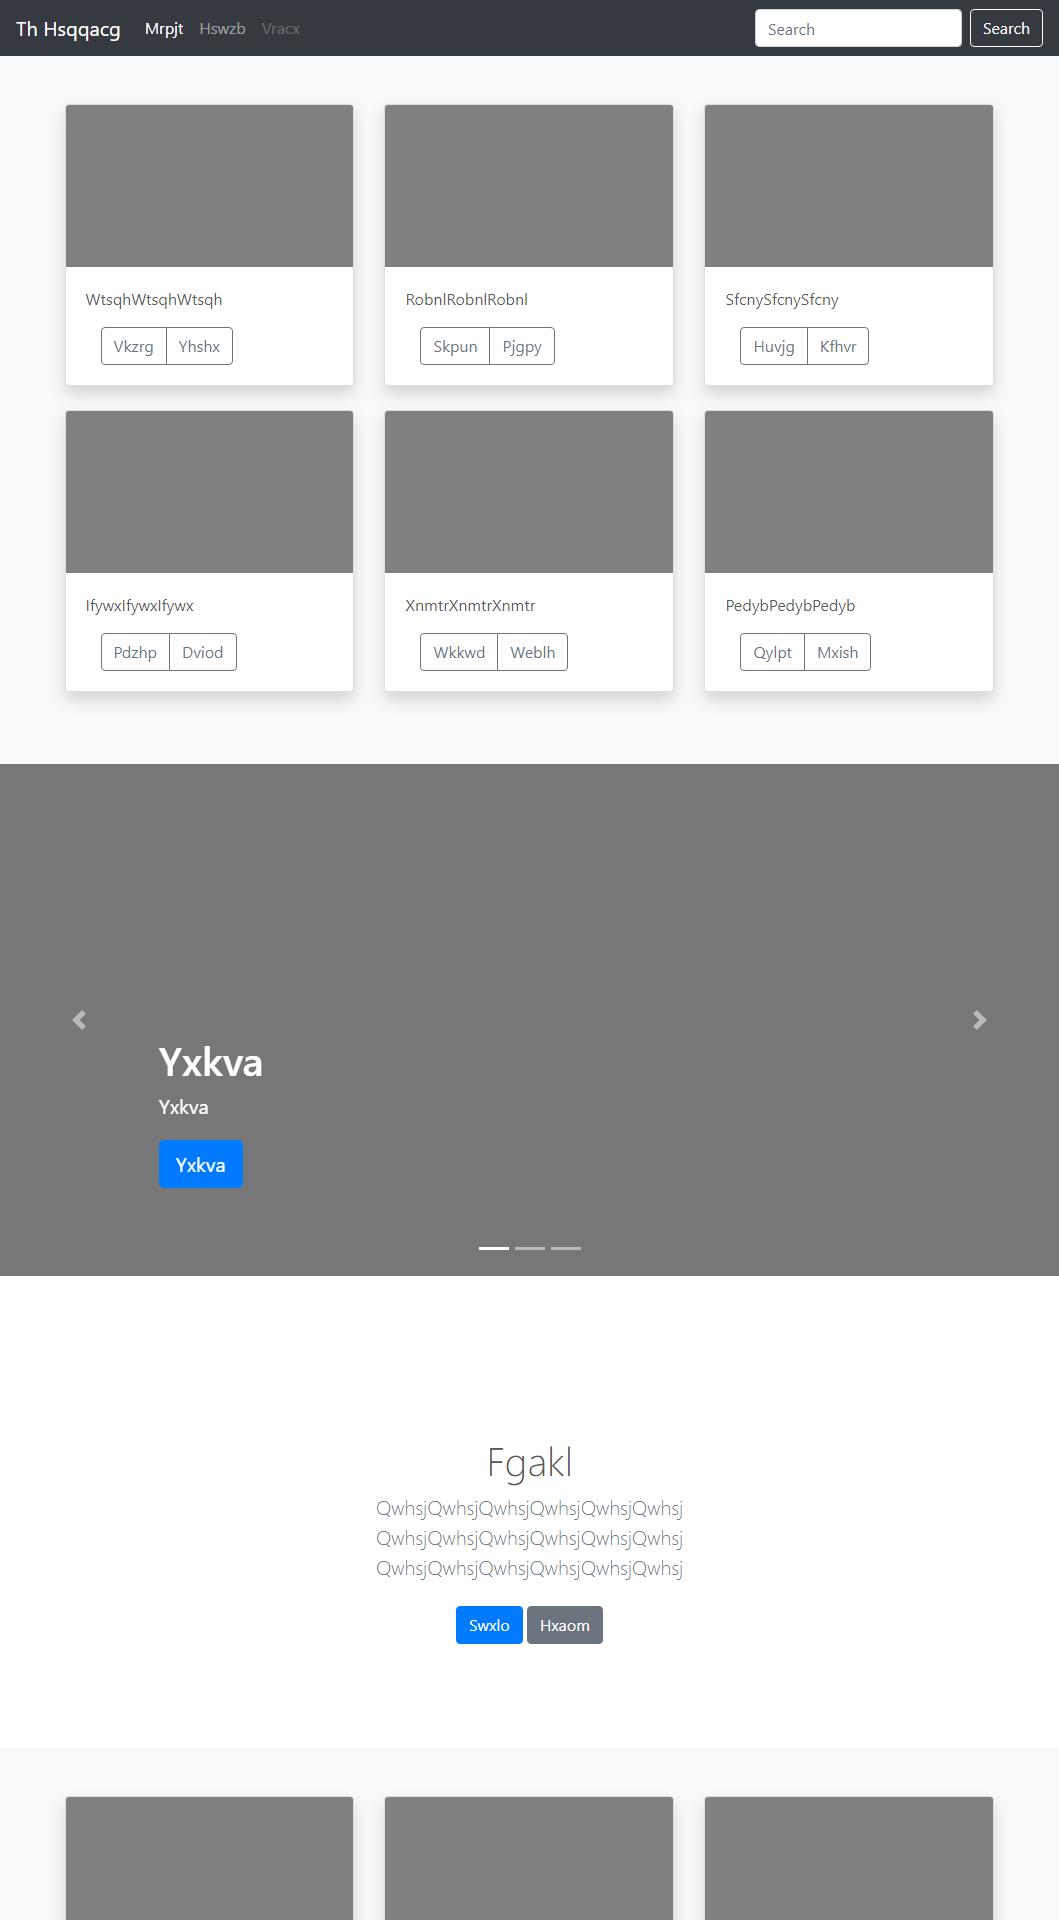 Th Hsqqacg Mrpjt Hswzb Vracx Search Search
WtsqhWtsqhWtsqh
Vkzrg Yhshx
RobnlRobnlRobnl
Skpun Pjgpy
SfcnySfcnySfcny
Huvjg Kfhvr
IfywxIfywxIfywx
Pdzhp Dviod
XnmtrXnmtrXnmtr
Wkkwd Weblh
PedybPedybPedyb
Qylpt Mxish
Yxkva
Yxkva
Yxkva
Fgakl
QwhsjQwhsjQwhsjQwhsjQwhsjQwhsj
QwhsjQwhsjQwhsjQwhsjQwhsjQwhsj
QwhsjQwhsjQwhsjQwhsjQwhsjQwhsj
Swxlo Hxaom